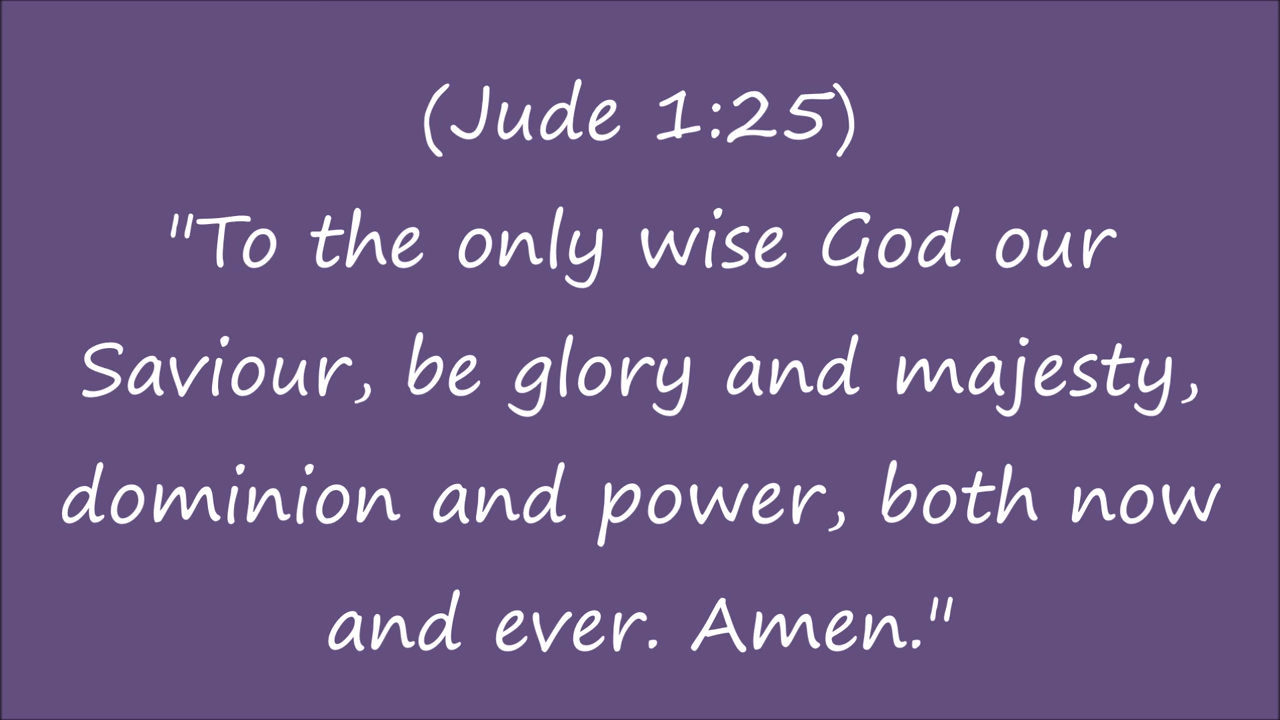 (Jude 1:25)
"To the only wise God our
Saviour, be glory and majesty,
dominion and power, both now
and ever. Amen."